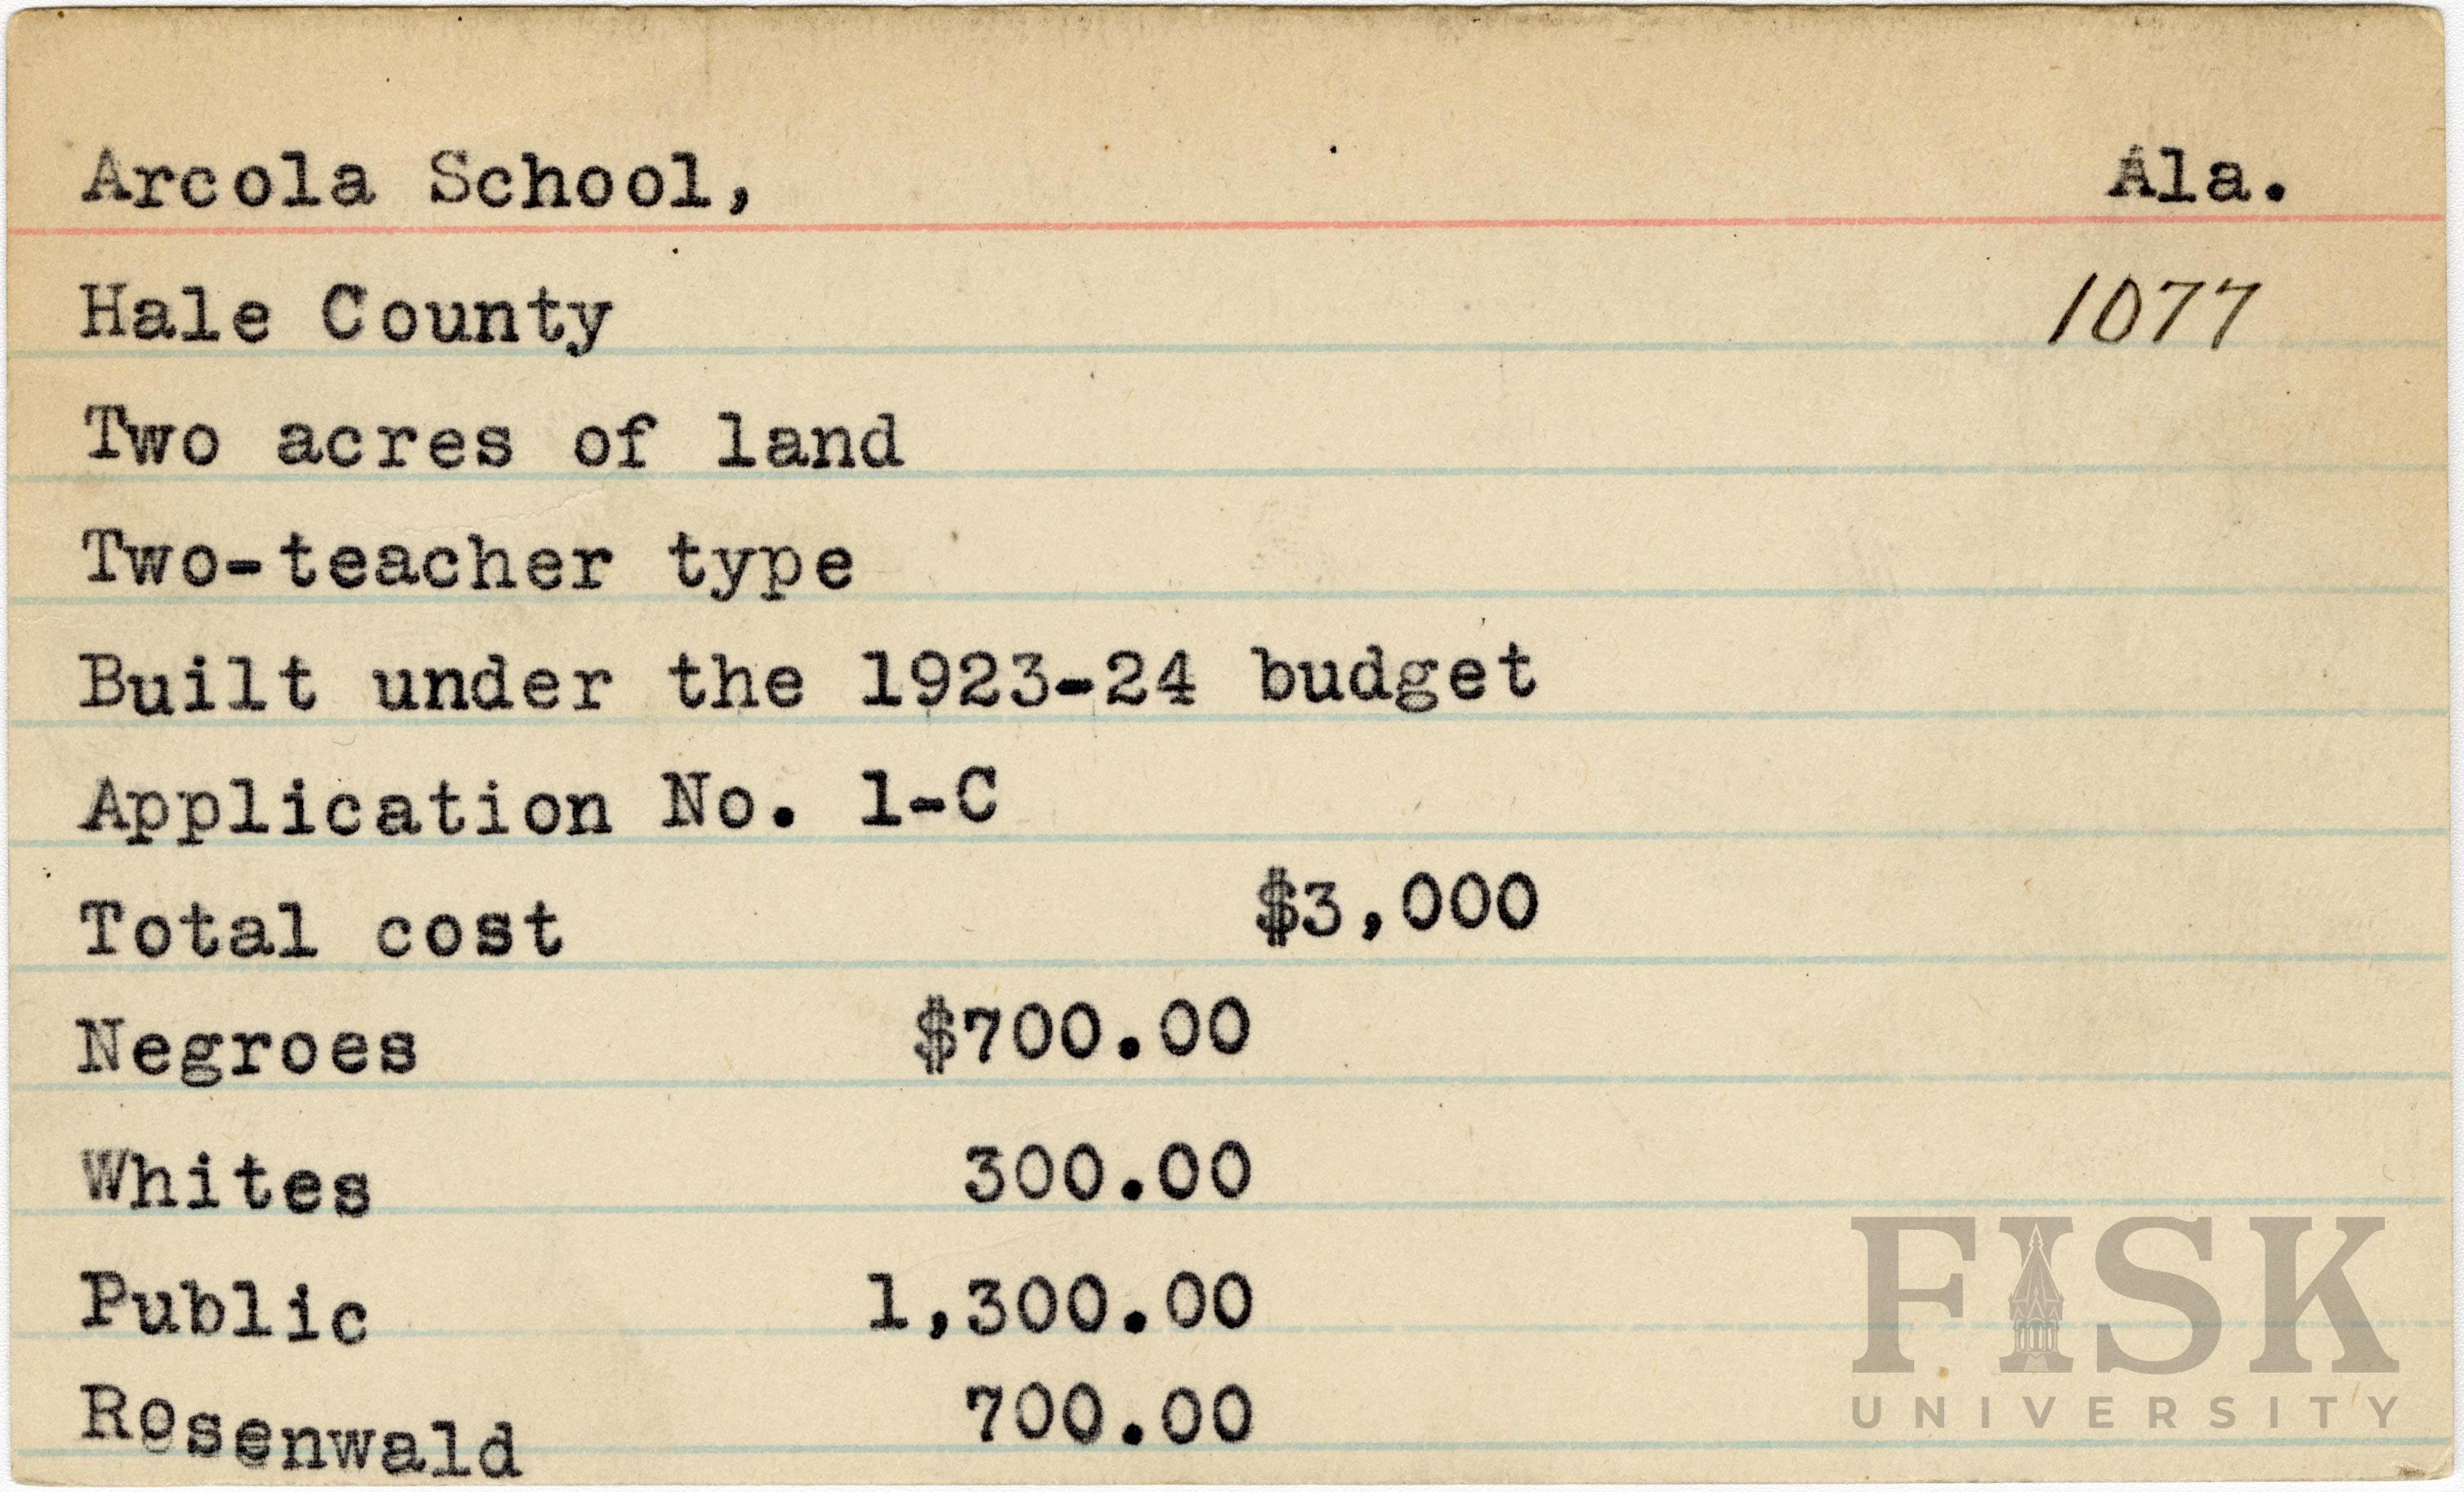 Arcola School, Ala.
Hale County 1077
Two acres of land
Two-teacher type
Built under the 1923-24 budget
Application No. 1-C
Total cost $3,000
Negroes $700.00
Whites 300.00
Public 1,300.00
Rosenwald 700.00
FISK
UNIVERSITY